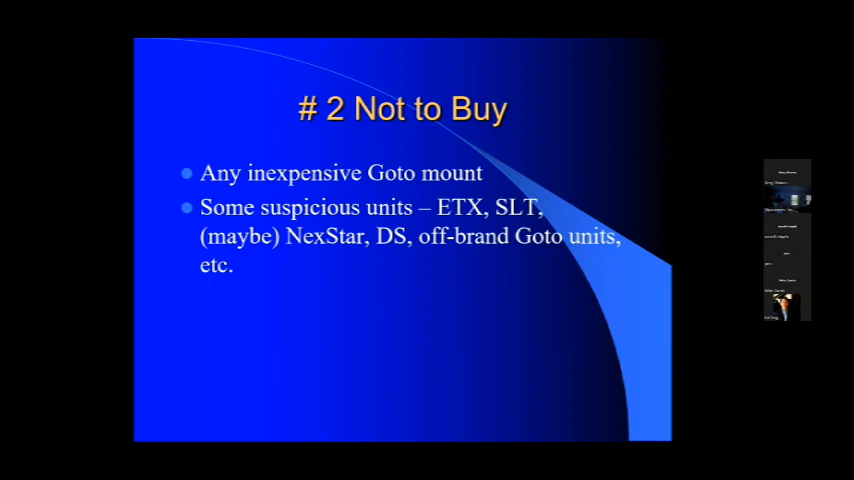 # 2 Not to Buy
Any inexpensive Goto mount
Some suspicious units – ETX, SLT,
(maybe) NexStar, DS, off-brand Goto units,
etc.